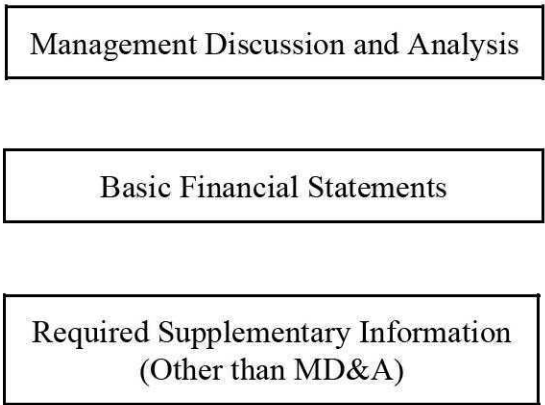 Management Discussion and Analysis
Basic Financial Statements
Required Supplementary Information
(Other than MD&A)